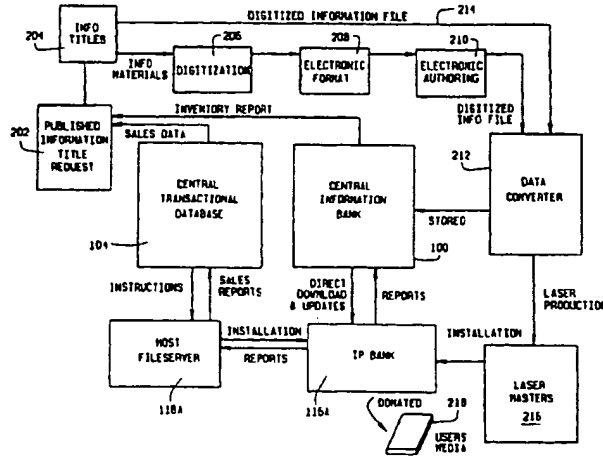 DIGITIZED INFORMATION FILE
214
INFO
TITLES
204
206
208
210
INFO
MATERIALS
DIGITIZATION
ELECTRONIC
FORMAT
ELECTRONIC
AUTHORING
DIGITIZED
INFO FILE
INVENTORY REPORT
SALES DATA
202
PUBLISHED
INFORMATION
TITLE
REQUEST
212
CENTRAL
TRANSACTIONAL
DATABASE
104
CENTRAL
INFORMATION
BANK
100
STORED
DATA
CONVERTER
INSTRUCTIONS
SALES
REPORTS
DIRECT
DOWNLOAD
& UPDATES
REPORTS
LASER
PRODUCTION
HOST
FILESERVER
118A
INSTALLATION
REPORTS
IP BANK
116A
INSTALLATION
LASER
MASTERS
216
218
USERS
MEDIA